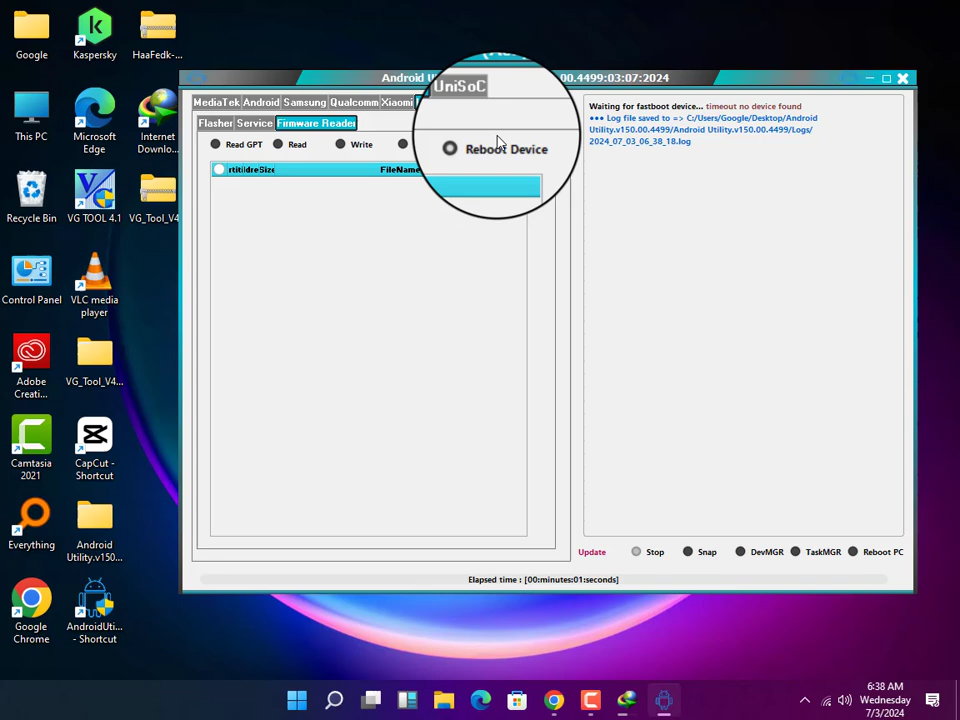 Google
Kaspersky
HaaFedk-...
This PC
Microsoft
Edge
Internet
Downlo...
Recycle Bin
VG TOOL 4.1
VG_Tool_V4
Control Panel
VLC media
player
Adobe
Creati...
VG_Tool_V4...
Camtasia
2021
CapCut -
Shortcut
Everything
Android
Utility.v150...
Google
Chrome
AndroidUti...
- Shortcut
Android U
00.4499:03:07:2024
MediaTek Android Samsung Qualcomm Xiaomi
UniSoC
Flasher Service Firmware Reader
Read GPT Read Write
Reboot Device
FileName
Waiting for fastboot device... timeout no device found
••• Log file saved to => C:/Users/Google/Desktop/Android
Utility.v150.00.4499/Android Utility.v150.00.4499/Logs/
2024_07_03_06_38_18.log
Update Stop Snap DevMGR TaskMGR Reboot PC
Elapsed time : [00:minutes:01:seconds]
6:38 AM
Wednesday
7/3/2024